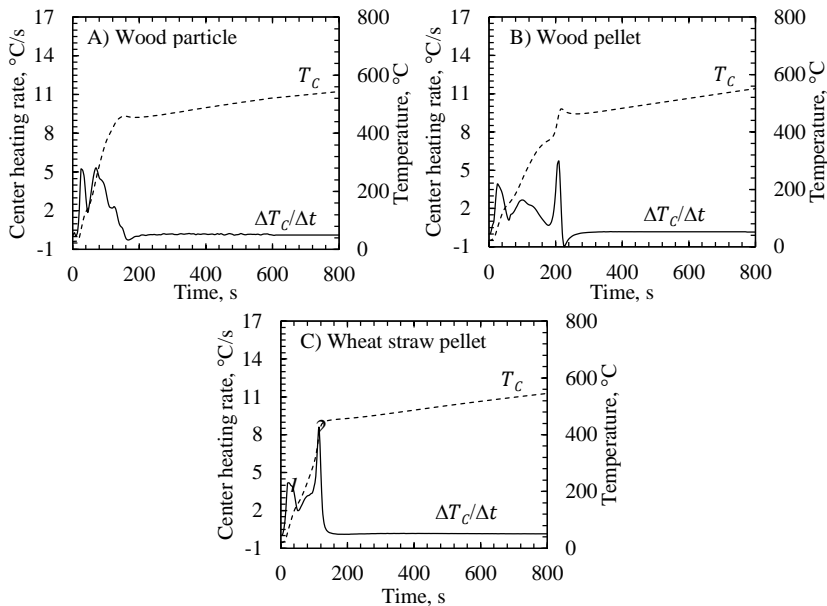 A) Wood particle
Center heating rate, °C/s
17
14
11
8
5
2
-1
T_C
ΔT_C/Δt
800
600
400
200
0
Temperature, °C
0 200 400 600 800
Time, s
B) Wood pellet
Center heating rate, °C/s
17
14
11
8
5
2
-1
T_C
ΔT_C/Δt
800
600
400
200
0
Temperature, °C
0 200 400 600 800
Time, s
C) Wheat straw pellet
Center heating rate, °C/s
17
14
11
8
5
2
-1
T_C
ΔT_C/Δt
800
600
400
200
0
Temperature, °C
0 200 400 600 800
Time, s